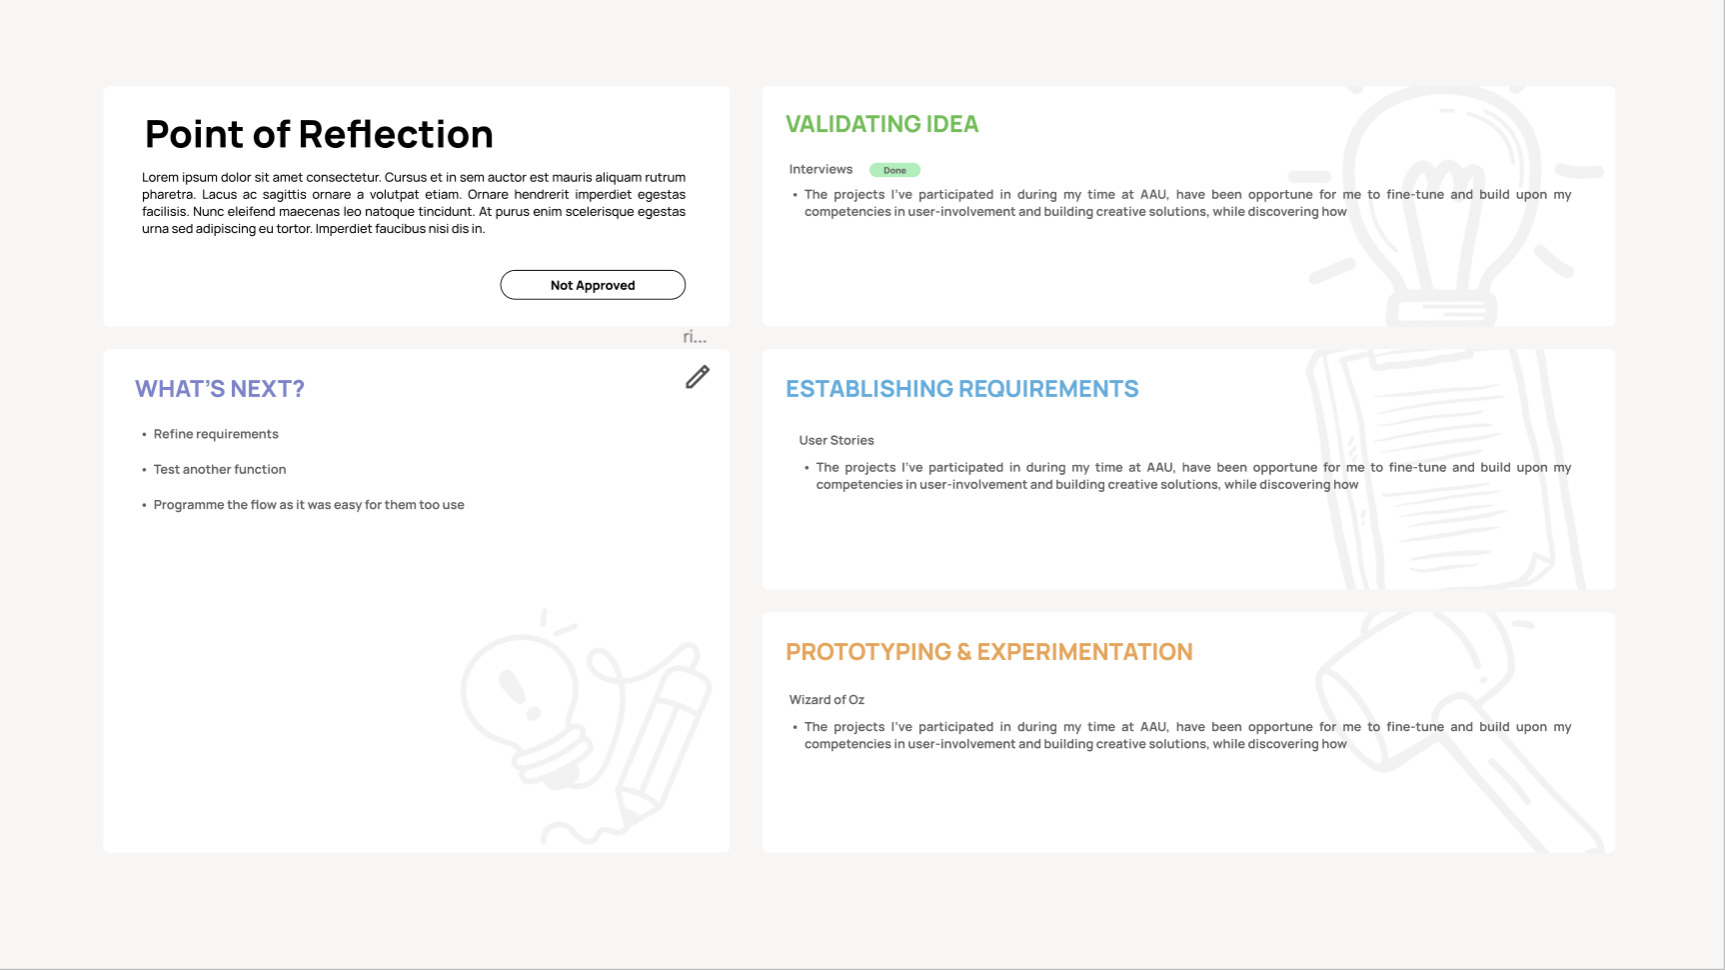 Point of Reflection
Lorem ipsum dolor sit amet consectetur. Cursus et in sem auctor est mauris aliquam rutrum
pharetra. Lacus ac sagittis ornare a volutpat etiam. Ornare hendrerit imperdiet egestas
facilisis. Nunc eleifend maecenas leo natoque tincidunt. At purus enim scelerisque egestas
urna sed adipiscing eu tortor. Imperdiet faucibus nisi dis in.
Not Approved
ri...
WHAT'S NEXT?
• Refine requirements
• Test another function
• Programme the flow as it was easy for them too use
VALIDATING IDEA
Interviews Done
• The projects I've participated in during my time at AAU, have been opportune for me to fine-tune and build upon my
competencies in user-involvement and building creative solutions, while discovering how
ESTABLISHING REQUIREMENTS
User Stories
• The projects I've participated in during my time at AAU, have been opportune for me to fine-tune and build upon my
competencies in user-involvement and building creative solutions, while discovering how
PROTOTYPING & EXPERIMENTATION
Wizard of Oz
• The projects I've participated in during my time at AAU, have been opportune for me to fine-tune and build upon my
competencies in user-involvement and building creative solutions, while discovering how